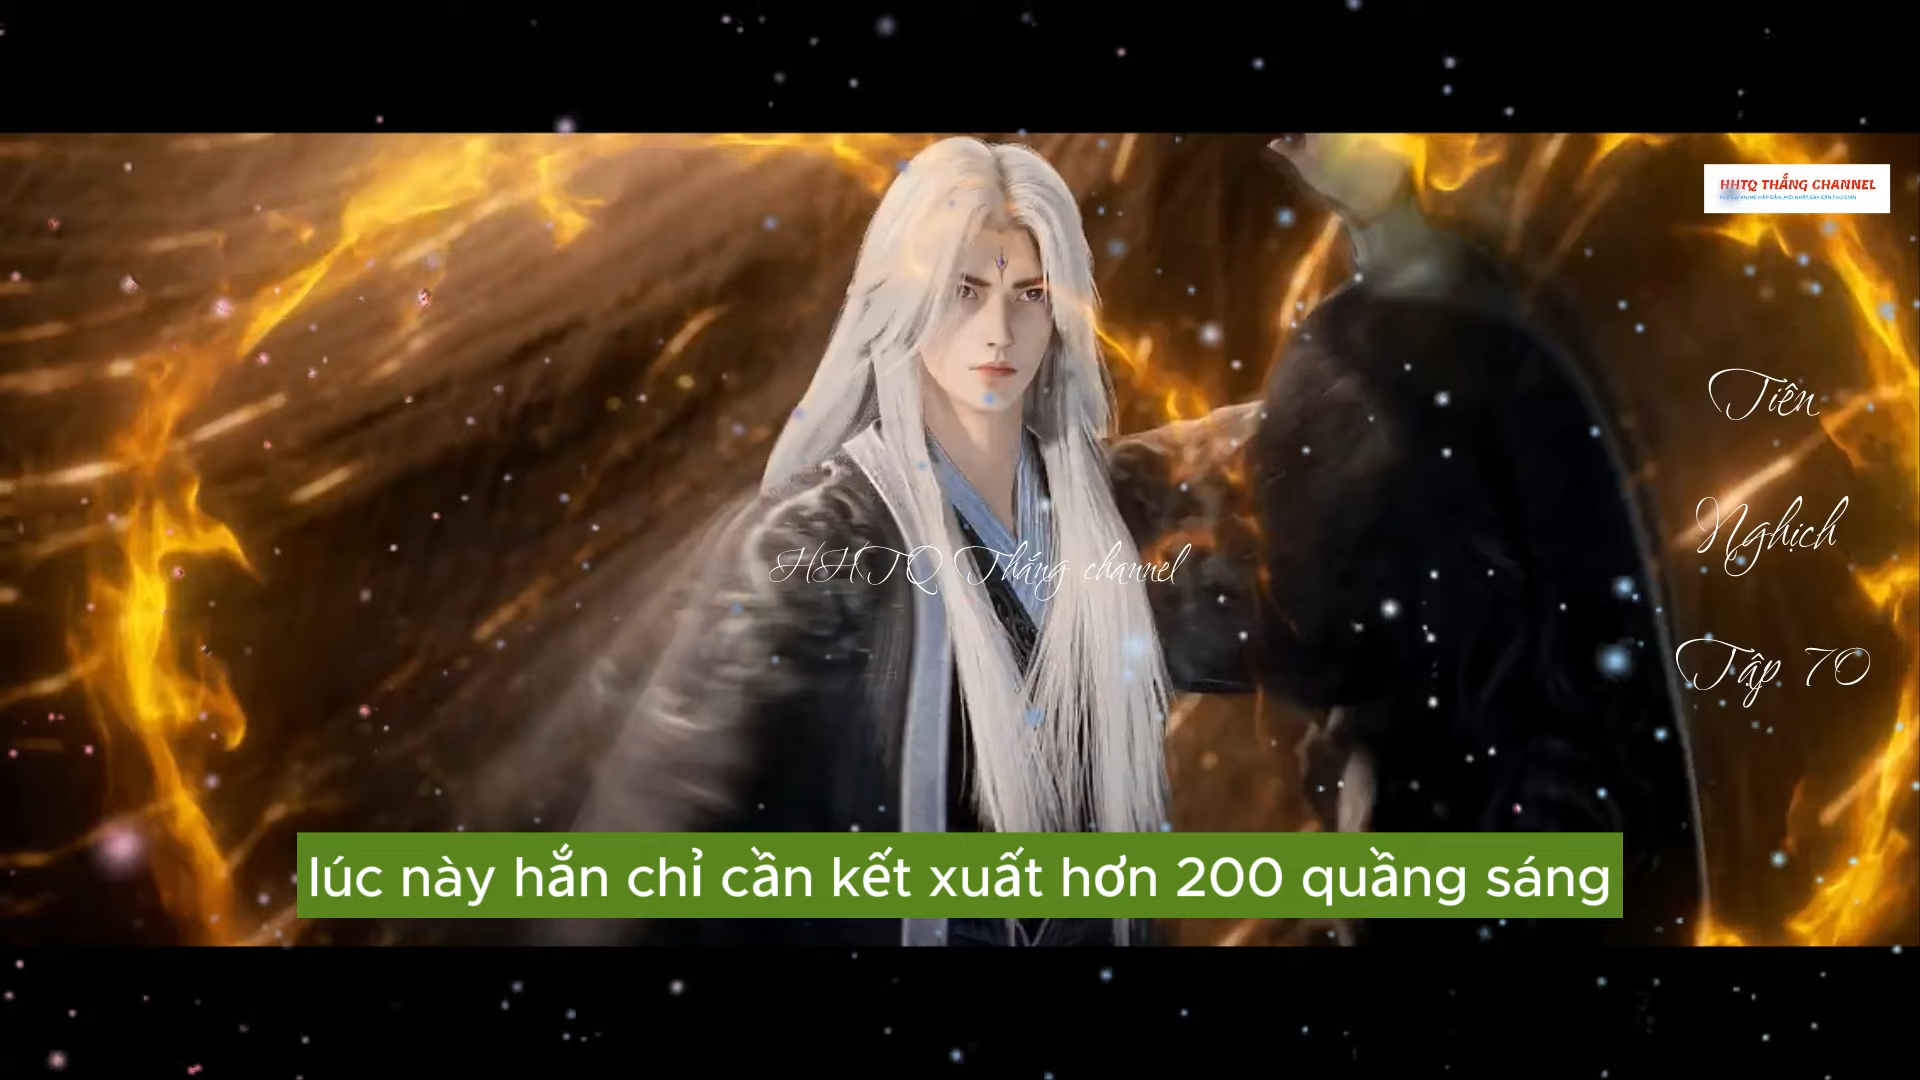 HHTQ THẮNG CHANNEL
Tiên
Nghịch
HHTQ Thắng channel
Tập 70
lúc này hắn chỉ cần kết xuất hơn 200 quầng sáng